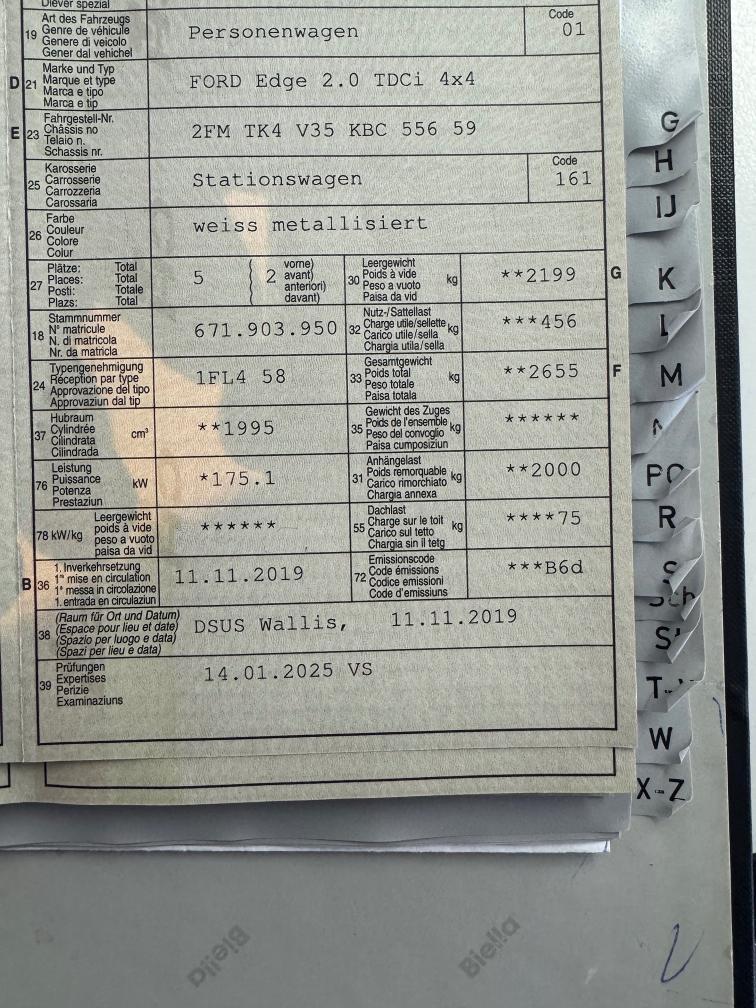 Diever spezial
19 Art des Fahrzeugs
Genre de véhicule
Genere di veicolo
Gener dal vehichel
Personenwagen
Code
01
D 21 Marke und Typ
Marque et type
Marca e tipo
Marca e tip
FORD Edge 2.0 TDCi 4x4
E 23 Fahrgestell-Nr.
Châssis no
Telaio n.
Schassis nr.
2FM TK4 V35 KBC 556 59
25 Karosserie
Carrosserie
Carrozzeria
Carossaria
Stationswagen
Code
161
26 Farbe
Couleur
Colore
Colur
weiss metallisiert
27 Plätze: Total
Places: Total
Posti: Totale
Plazs: Total
5
2 vorne)
avant)
anteriori)
davant)
30 Leergewicht
Poids à vide
Peso a vuoto
Paisa da vid
kg
**2199
G
18 Stammnummer
N° matricule
N. di matricola
Nr. da matricla
671.903.950
32 Nutz-/Sattellast
Charge utile/sellette
Carico utile/sella
Chargia utila/sella
kg
***456
24 Typengenehmigung
Réception par type
Approvazione del tipo
Approvaziun dal tip
1FL4 58
33 Gesamtgewicht
Poids total
Peso totale
Paisa totala
kg
**2655
F
37 Hubraum
Cylindrée
Cilindrata
Cilindrada
cm³
**1995
35 Gewicht des Zuges
Poids de l'ensemble
Peso del convoglio
Paisa cumposiziun
kg
******
76 Leistung
Puissance
Potenza
Prestaziun
kW
*175.1
31 Anhängelast
Poids remorquable
Carico rimorchiato
Chargia annexa
kg
**2000
78 kW/kg Leergewicht
poids à vide
peso a vuoto
paisa da vid
******
55 Dachlast
Charge sur le toit
Carico sul tetto
Chargia sin il tetg
kg
****75
B 36 1. Inverkehrsetzung
1re mise en circulation
1a messa in circolazione
1. entrada en circulaziun
11.11.2019
72 Emissionscode
Code émissions
Codice emissioni
Code d'emissiuns
***B6d
38 (Raum für Ort und Datum)
(Espace pour lieu et date)
(Spazio per luogo e data)
(Spazi per lieu e data)
DSUS Wallis, 11.11.2019
39 Prüfungen
Expertises
Perizie
Examinaziuns
14.01.2025 VS
G
H
IJ
K
L
M
R
S
T
W
X-Z
Biella
Biella